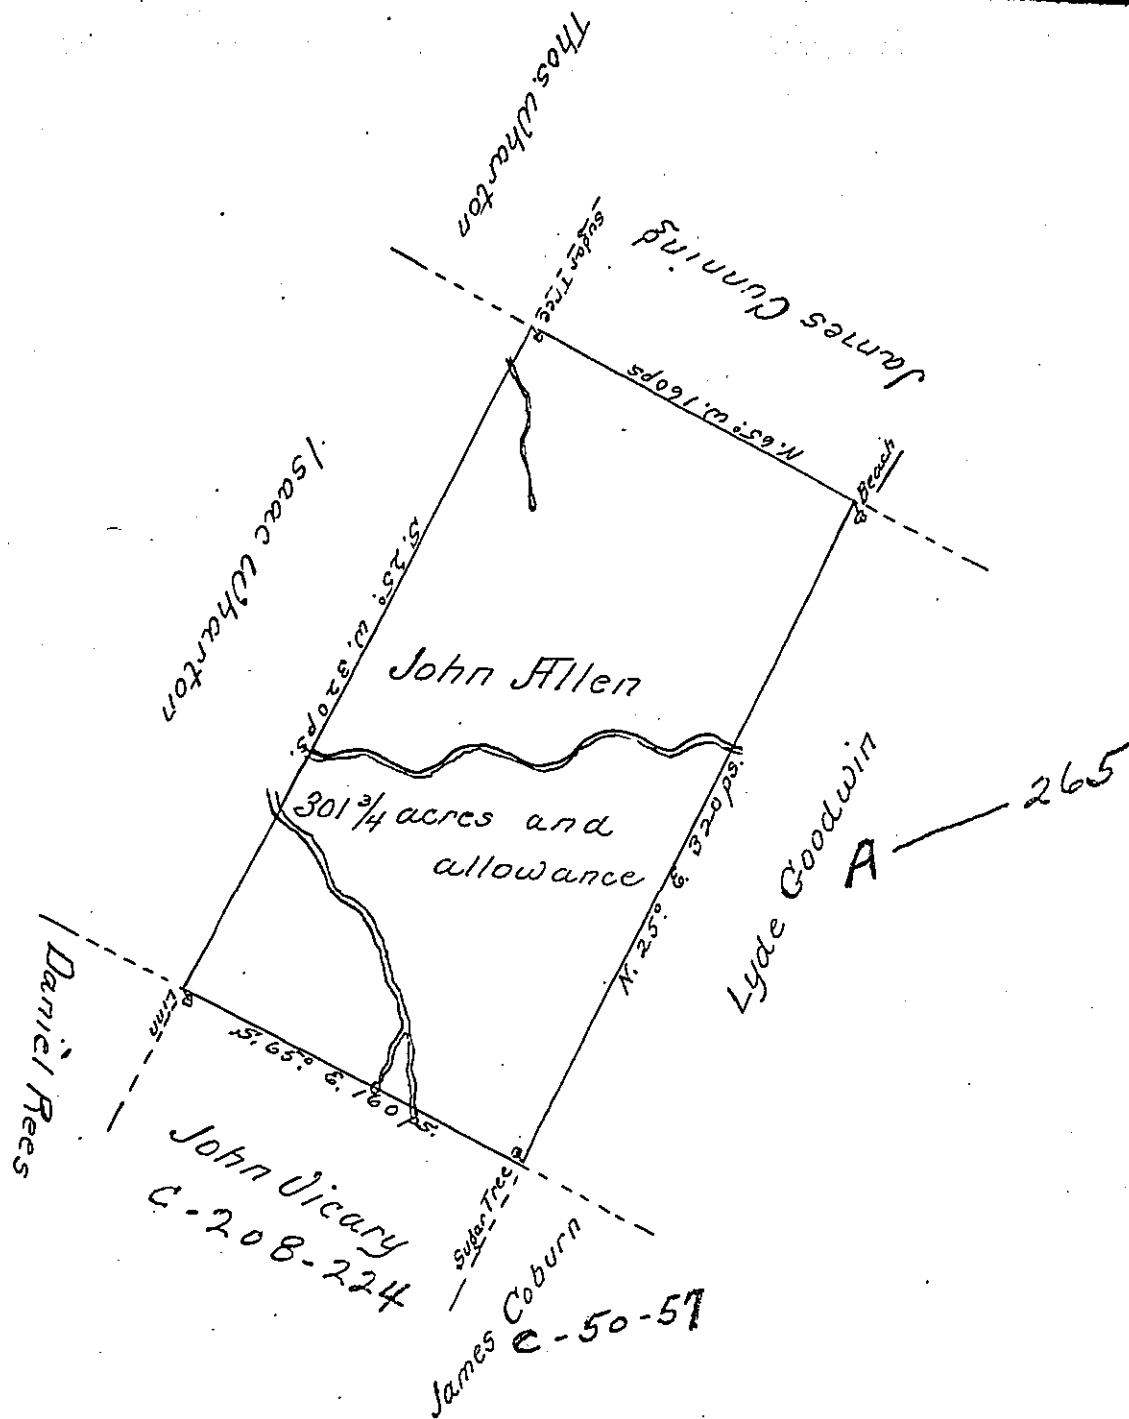 Thos. Wharton
Sugar Tree
James Cunning
N. 65° W. 160 ps
Beach
Isaac Wharton
S. 25° W. 320 ps.
John Allen
301 3/4 acres and
allowance
N. 25° E. 320 ps.
Lyde Goodwin
A 265
Daniel Rees
Linn
S. 65° E. 160 ps.
John Vicary
C-208-224
Sugar Tree
James Coburn
C-50-57